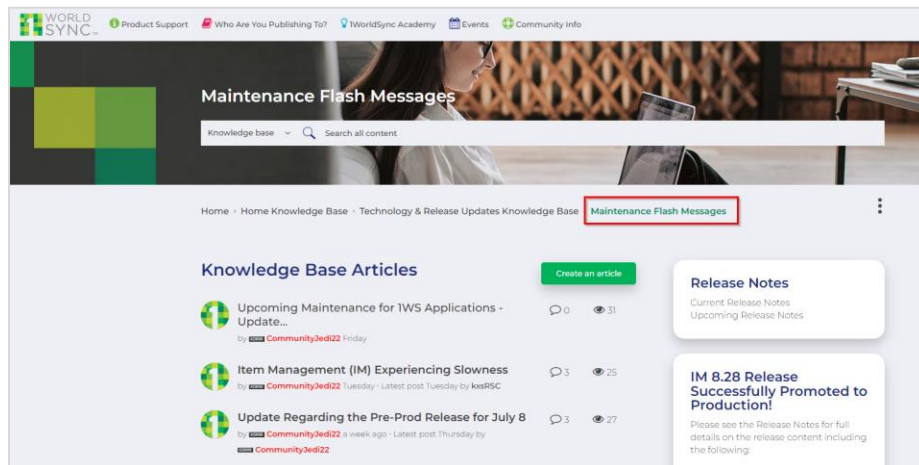 WORLD
SYNC
Product Support Who Are You Publishing To? 1WorldSync Academy Events Community Info
Maintenance Flash Messages
Knowledge base Search all content
Home Home Knowledge Base Technology & Release Updates Knowledge Base Maintenance Flash Messages
Knowledge Base Articles
Create an article
Upcoming Maintenance for 1WS Applications -
Update...
0 31
by CommunityJedi22 Friday
Item Management (IM) Experiencing Slowness
3 25
by CommunityJedi22 Tuesday - Latest post Tuesday by kxsRSC
Update Regarding the Pre-Prod Release for July 8
3 27
by CommunityJedi22 a week ago - Latest post Thursday by
CommunityJedi22
Release Notes
Current Release Notes
Upcoming Release Notes
IM 8.28 Release
Successfully Promoted to
Production!
Please see the Release Notes for full
details on the release content including
the following: